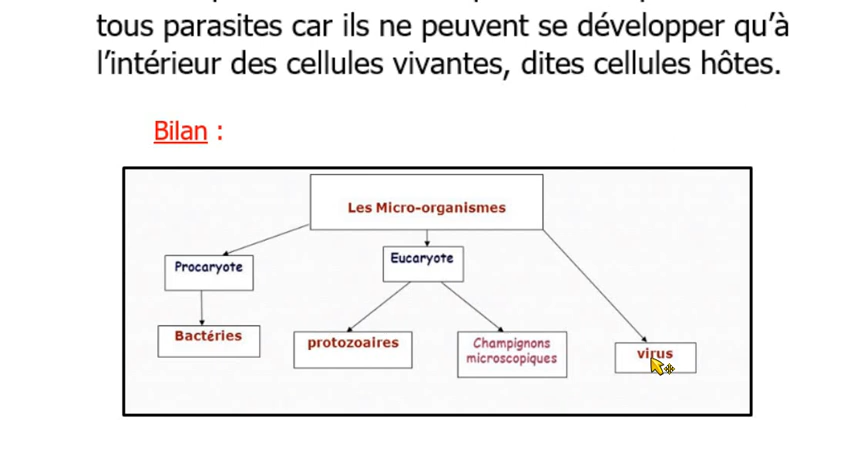 tous parasites car ils ne peuvent se développer qu’à
l’intérieur des cellules vivantes, dites cellules hôtes.
Bilan :
Les Micro-organismes
Procaryote
Eucaryote
Bactéries
protozoaires
Champignons
microscopiques
virus